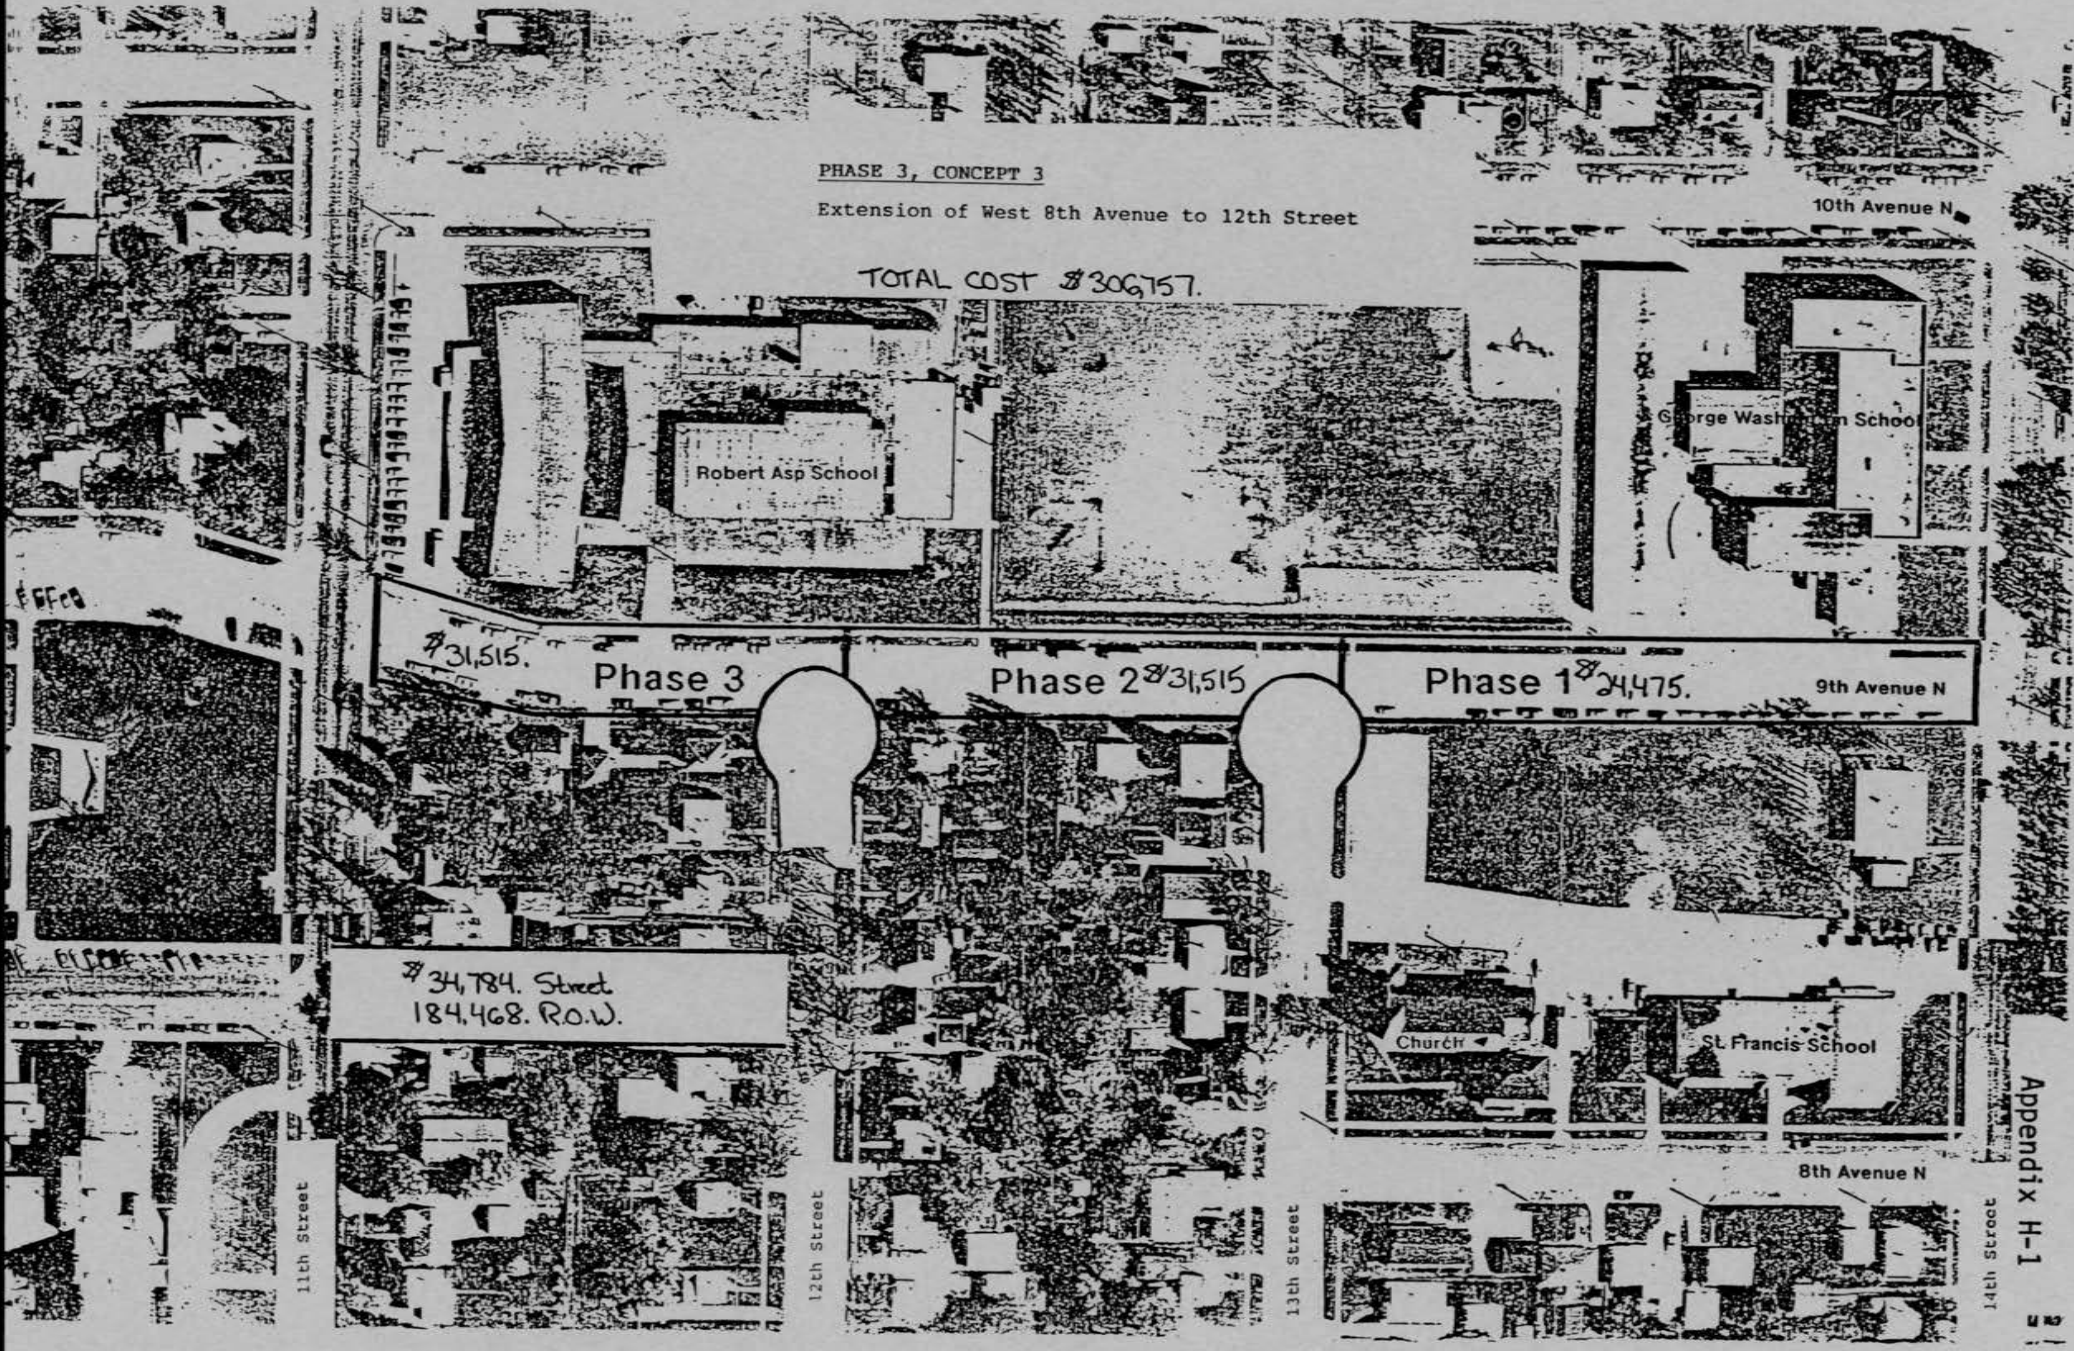 PHASE 3, CONCEPT 3
Extension of West 8th Avenue to 12th Street
10th Avenue N
TOTAL COST $306,757.
George Washington School
Robert Asp School
$31,515.
Phase 3
Phase 2 $31,515
Phase 1 $24,475.
9th Avenue N
$34,784. Street
184,468. R.O.W.
Church
St. Francis School
8th Avenue N
11th Street
12th Street
13th Street
14th Street
Appendix H-1